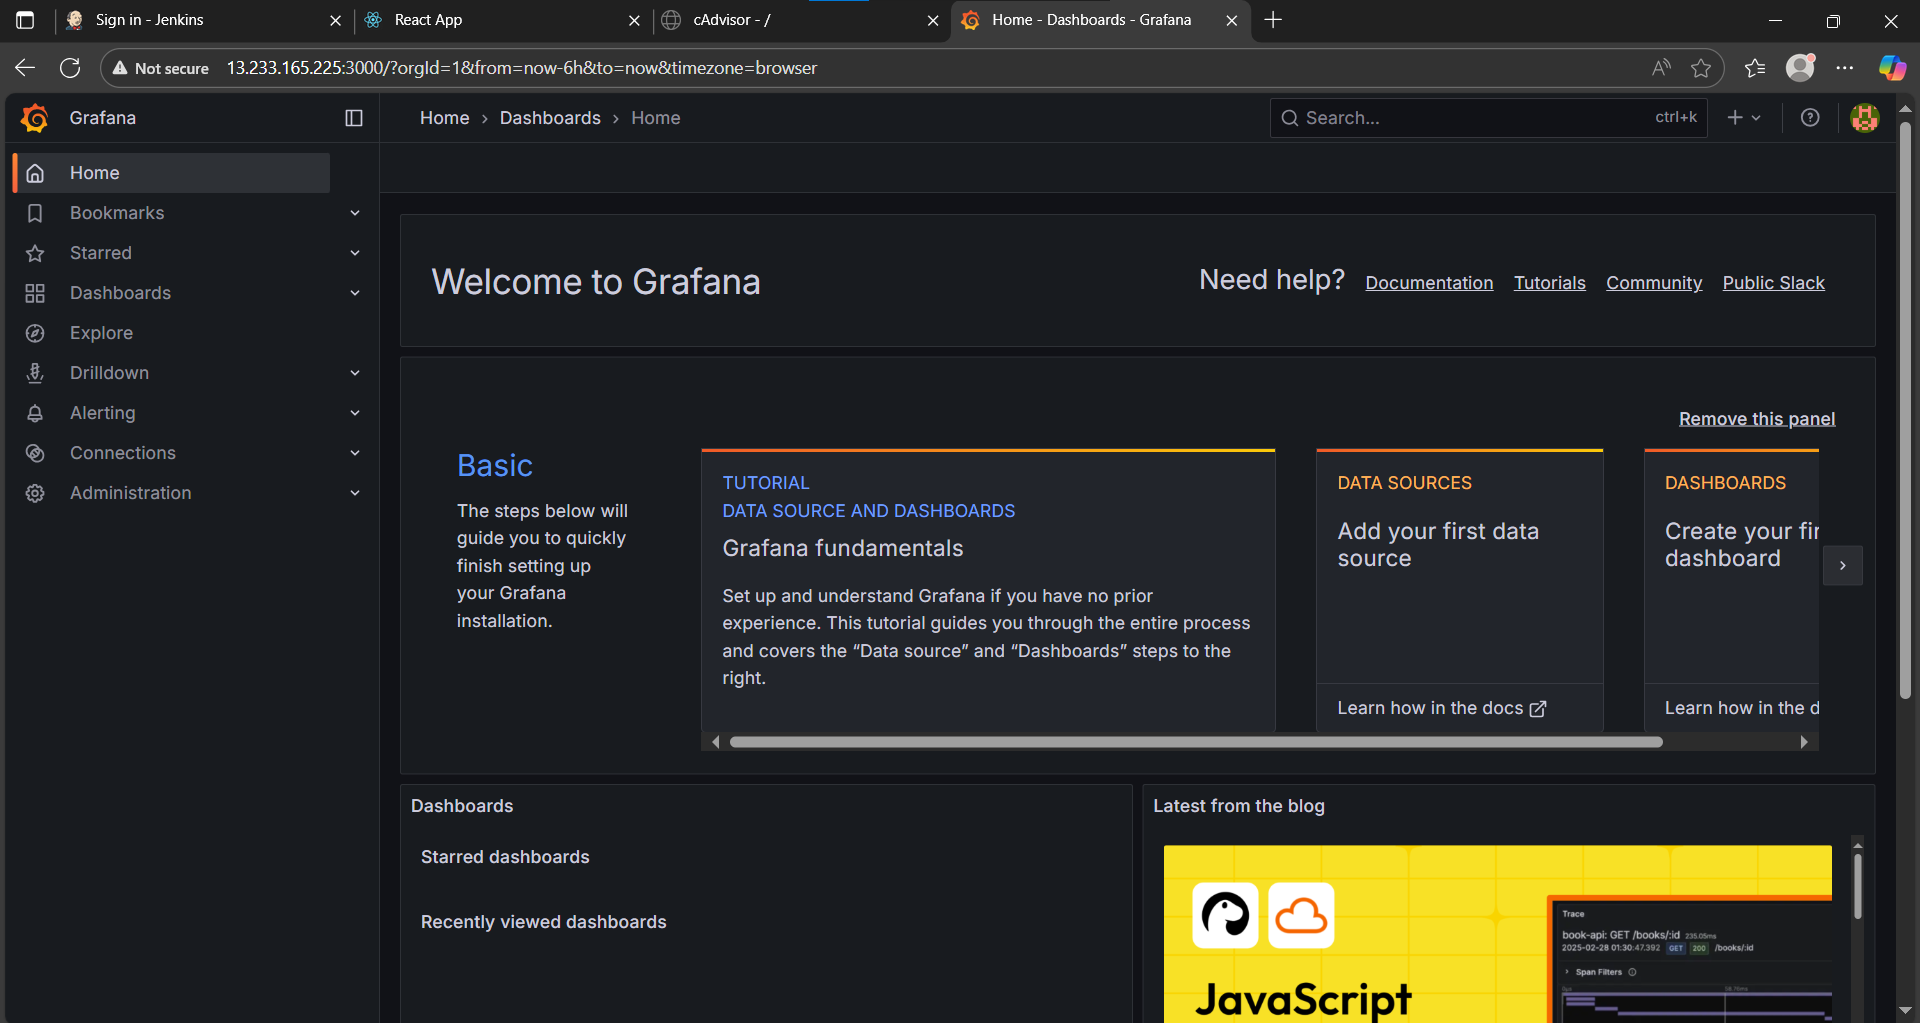 Sign in - Jenkins
React App
cAdvisor - /
Home - Dashboards - Grafana
Not secure
13.233.165.225:3000/?orgId=1&from=now-6h&to=now&timezone=browser
Grafana
Home › Dashboards › Home
Search...
ctrl+k
Home
Bookmarks
Starred
Dashboards
Explore
Drilldown
Alerting
Connections
Administration
Welcome to Grafana
Need help?
Documentation
Tutorials
Community
Public Slack
Remove this panel
Basic
The steps below will
guide you to quickly
finish setting up
your Grafana
installation.
TUTORIAL
DATA SOURCE AND DASHBOARDS
Grafana fundamentals
Set up and understand Grafana if you have no prior
experience. This tutorial guides you through the entire process
and covers the “Data source” and “Dashboards” steps to the
right.
DATA SOURCES
Add your first data
source
Learn how in the docs
DASHBOARDS
Create your fir
dashboard
Learn how in the d
Dashboards
Starred dashboards
Recently viewed dashboards
Latest from the blog
JavaScript
Trace
book-api: GET /books/:id 235.05ms
2025-02-28 01:30:47.392 GET 200 /books/:id
Span Filters